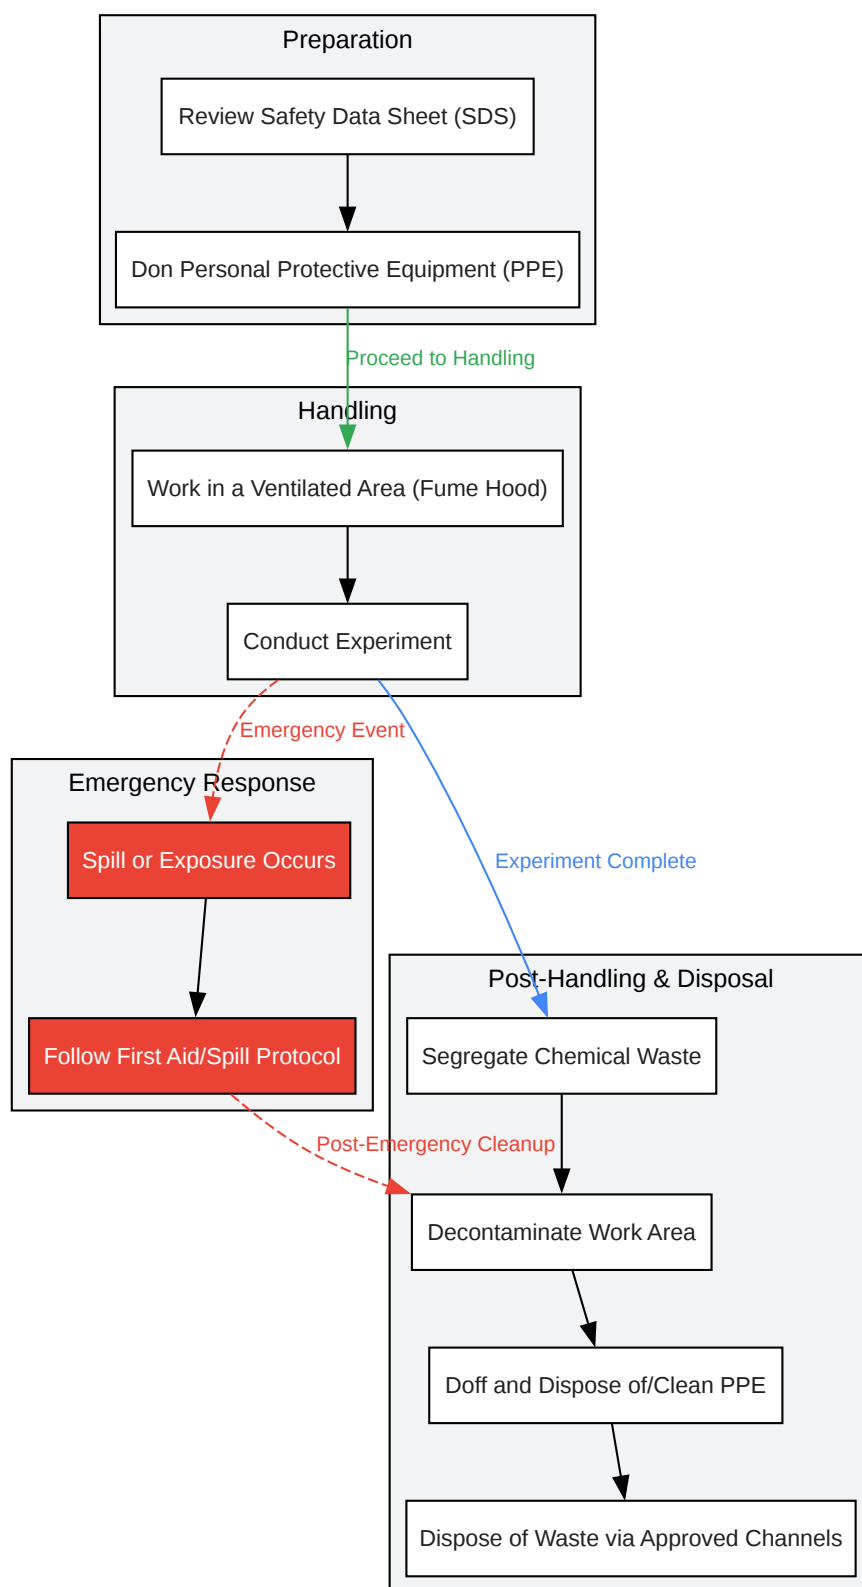 Preparation
Review Safety Data Sheet (SDS)
Don Personal Protective Equipment (PPE)
Proceed to Handling
Handling
Work in a Ventilated Area (Fume Hood)
Conduct Experiment
Emergency Event
Emergency Response
Spill or Exposure Occurs
Experiment Complete
Post-Handling & Disposal
Follow First Aid/Spill Protocol
Segregate Chemical Waste
Post-Emergency Cleanup
Decontaminate Work Area
Doff and Dispose of/Clean PPE
Dispose of Waste via Approved Channels